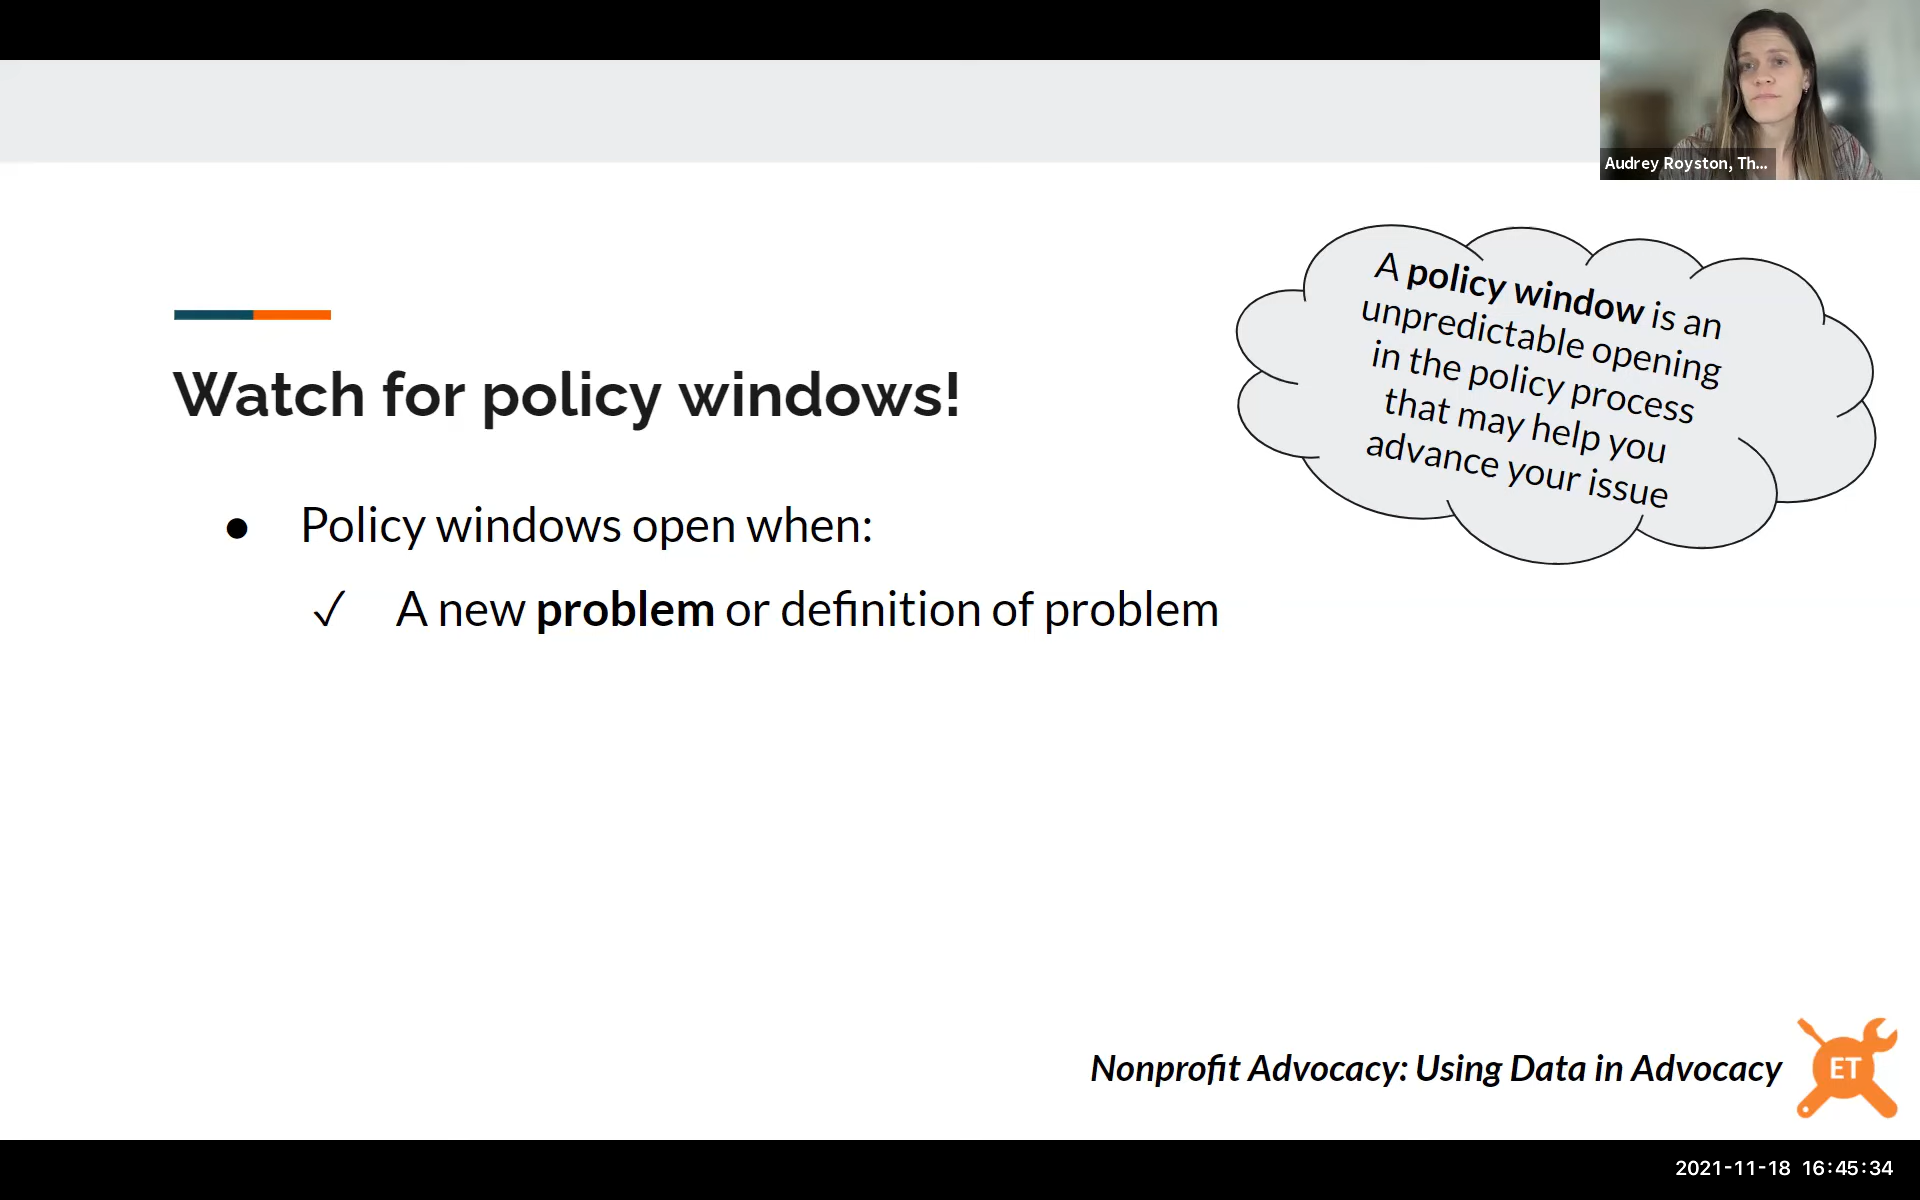 Audrey Royston, Th...
A policy window is an
unpredictable opening
in the policy process
that may help you
advance your issue
Watch for policy windows!
● Policy windows open when:
✓ A new problem or definition of problem
Nonprofit Advocacy: Using Data in Advocacy
ET
2021-11-18 16:45:34